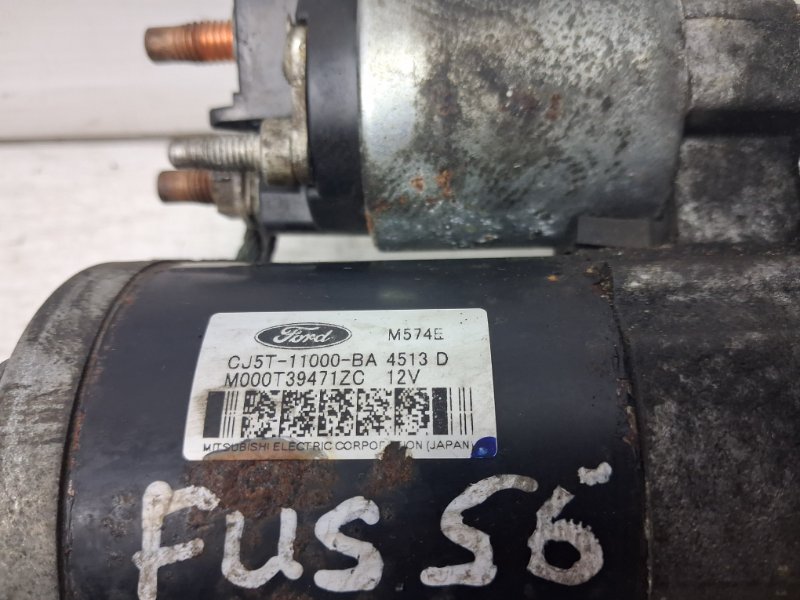 Ford M574E
CJ5T-11000-BA 4513 D
M000T39471ZC 12V
MITSUBISHI ELECTRIC CORPORATION (JAPAN)
FUS 56